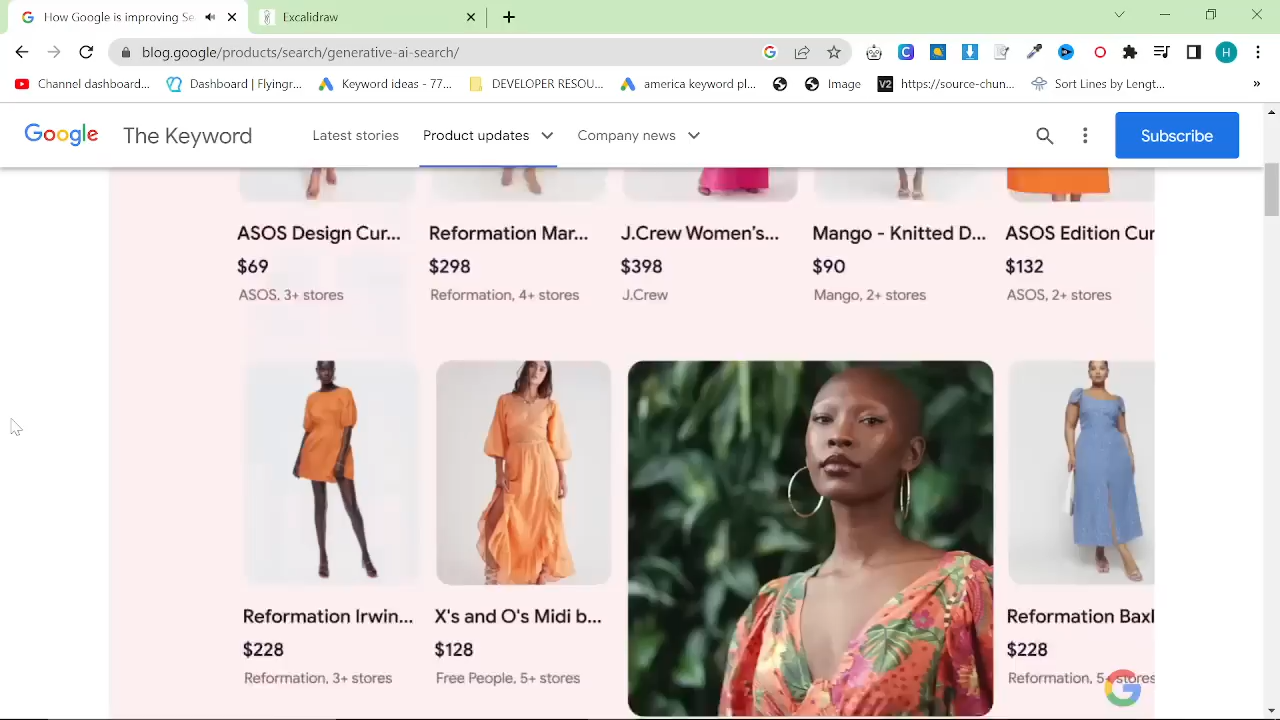 How Google is improving Se
Excalidraw
blog.google/products/search/generative-ai-search/
H
Channel dashboard...
Dashboard | Flyingr...
Keyword ideas - 77...
DEVELOPER RESOU...
america keyword pl...
Image
V2
https://source-chun...
Sort Lines by Lengt...
»
Google The Keyword
Latest stories
Product updates
Company news
Subscribe
ASOS Design Cur...
Reformation Mar...
J.Crew Women's...
Mango - Knitted D...
ASOS Edition Cur
$69
$298
$398
$90
$132
ASOS, 3+ stores
Reformation, 4+ stores
J.Crew
Mango, 2+ stores
ASOS, 2+ stores
Reformation Irwin...
X's and O's Midi b...
Reformation Baxl
$228
$128
$228
Reformation, 3+ stores
Free People, 5+ stores
Reformation, 5+ stores